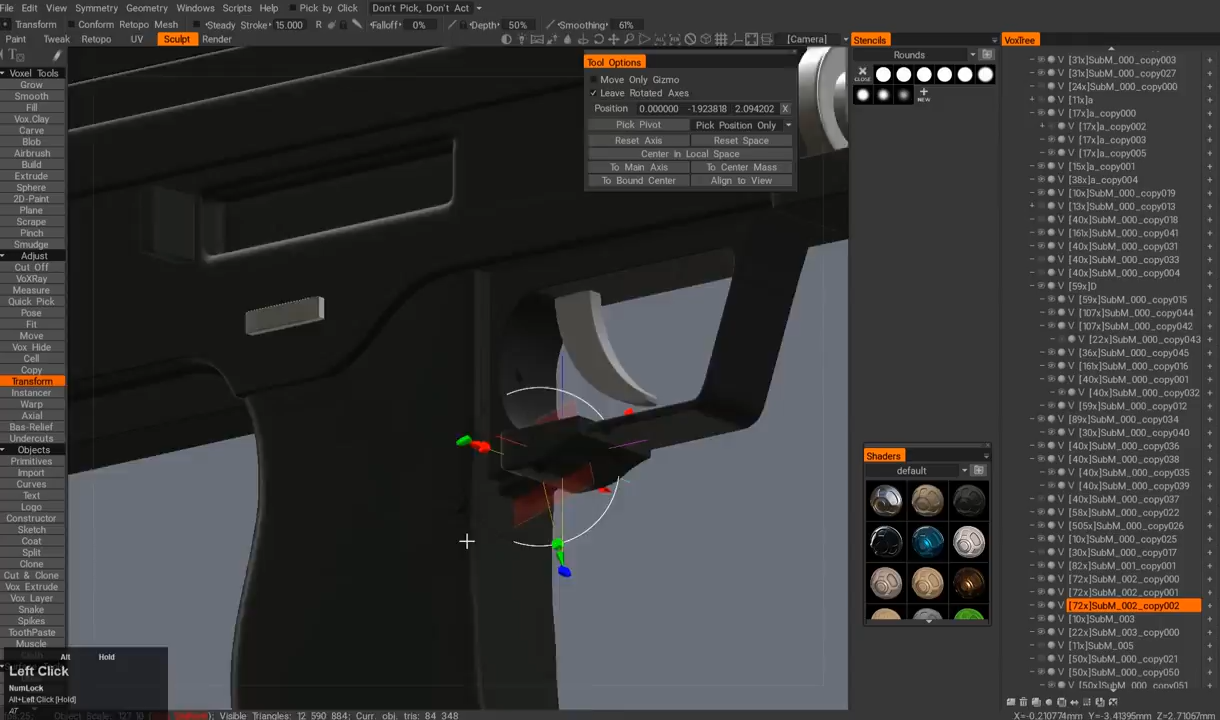 File Edit View Symmetry Geometry Windows Scripts Help Pick by Click Don't Pick, Don't Act
Transform Conform Retopo Mesh Steady Stroke: 15.000 R Falloff: 0% Depth: 50% Smoothing: 61%
Paint Tweak Retopo UV Sculpt Render [Camera]
Voxel Tools
Grow
Smooth
Fill
Vox.Clay
Carve
Blob
Airbrush
Build
Extrude
Sphere
2D-Paint
Plane
Scrape
Pinch
Smudge
Adjust
Cut Off
VoXRay
Measure
Quick Pick
Pose
Fit
Move
Vox Hide
Cell
Copy
Transform
Instancer
Warp
Axial
Bas-Relief
Undercuts
Objects
Primitives
Import
Curves
Text
Logo
Constructor
Sketch
Coat
Split
Clone
Cut & Clone
Vox Extrude
Vox Layer
Snake
Spikes
ToothPaste
Muscle
Alt Hold
Left Click
NumLock
Alt+Left Click [Hold]
Tool Options
Move Only Gizmo
Leave Rotated Axes
Position 0.000000 -1.923818 2.094202 X
Pick Pivot Pick Position Only
Reset Axis Reset Space
Center in Local Space
To Main Axis To Center Mass
To Bound Center Align to View
Stencils
Rounds
CLOSE
NEW
Shaders
default
VoxTree
V [31x]SubM_000_copy003
V [31x]SubM_000_copy027
V [24x]SubM_000_copy000
V [11x]a
V [17x]a_copy000
V [17x]a_copy002
V [17x]a_copy003
V [17x]a_copy005
V [15x]a_copy001
V [38x]a_copy004
V [10x]SubM_000_copy019
V [13x]SubM_000_copy013
V [40x]SubM_000_copy018
V [161x]SubM_000_copy041
V [40x]SubM_000_copy031
V [40x]SubM_000_copy033
V [40x]SubM_000_copy004
V [59x]D
V [59x]SubM_000_copy015
V [107x]SubM_000_copy044
V [107x]SubM_000_copy042
V [22x]SubM_000_copy043
V [36x]SubM_000_copy045
V [16x]SubM_000_copy016
V [40x]SubM_000_copy001
V [40x]SubM_000_copy032
V [59x]SubM_000_copy012
V [89x]SubM_000_copy034
V [30x]SubM_000_copy040
V [40x]SubM_000_copy036
V [40x]SubM_000_copy038
V [40x]SubM_000_copy035
V [40x]SubM_000_copy039
V [40x]SubM_000_copy037
V [58x]SubM_000_copy022
V [505x]SubM_000_copy026
V [10x]SubM_000_copy025
V [30x]SubM_000_copy017
V [82x]SubM_001_copy001
V [72x]SubM_002_copy000
V [72x]SubM_002_copy001
V [72x]SubM_002_copy002
V [10x]SubM_003
V [22x]SubM_003_copy000
V [11x]SubM_005
V [50x]SubM_000_copy021
V [50x]SubM_000_copy050
V [50x]SubM_000_copy051
Visible Triangles: 12 590 884; Curr. obj. tris: 84 348 X=-0.210774m Y=-3.41395mm Z=2.71067mm